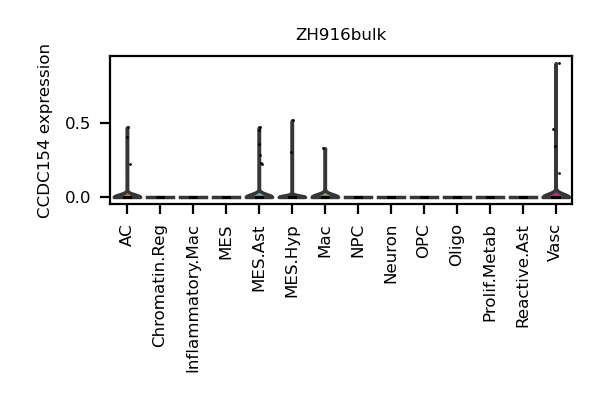 ZH916bulk
CCDC154 expression
0.5
0.0
AC
Chromatin.Reg
Inflammatory.Mac
MES
MES.Ast
MES.Hyp
Mac
NPC
Neuron
OPC
Oligo
Prolif.Metab
Reactive.Ast
Vasc